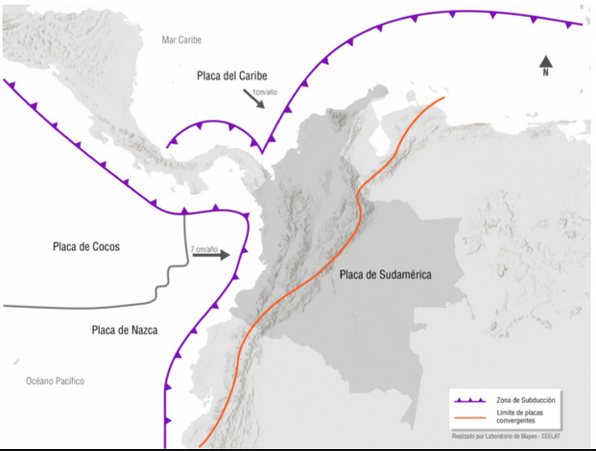 Mar Caribe
Placa del Caribe
1cm/año
N
Placa de Cocos
7 cm/año
Placa de Sudamérica
Placa de Nazca
Océano Pacífico
Zona de Subducción
Límite de placas
convergentes
Realizado por Laboratorio de Mapeo - CEELAT